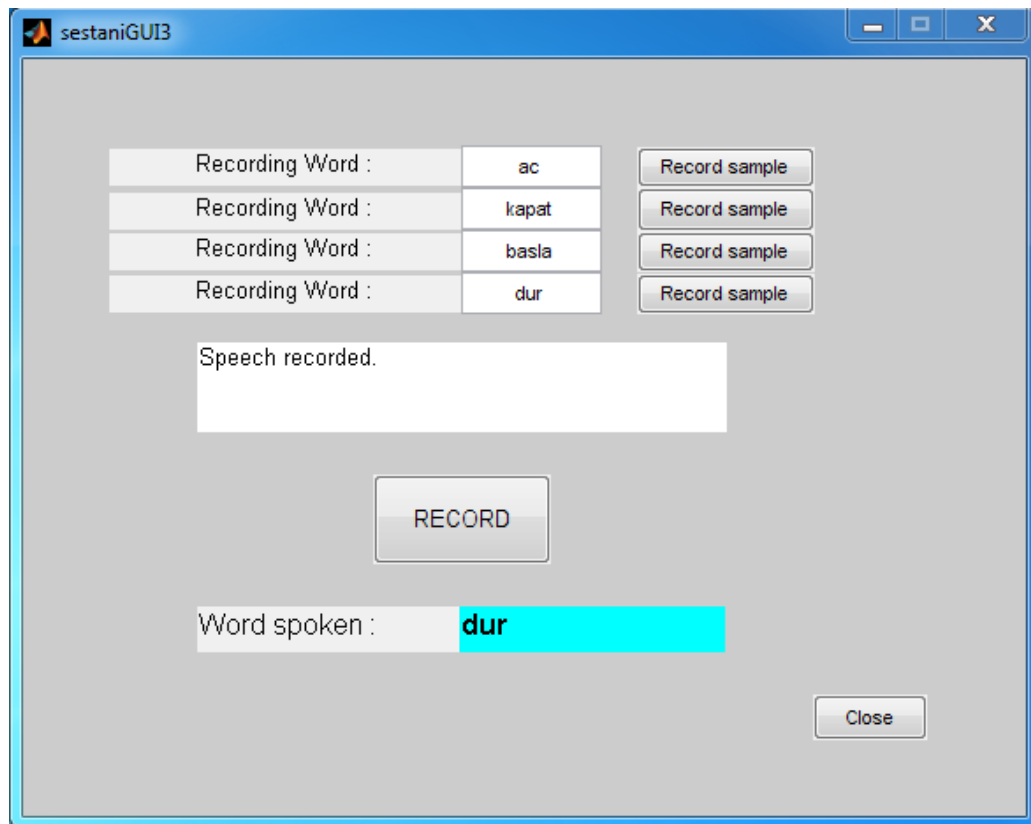 sestaniGUI3
Recording Word : ac Record sample
Recording Word : kapat Record sample
Recording Word : basla Record sample
Recording Word : dur Record sample
Speech recorded.
RECORD
Word spoken : dur
Close